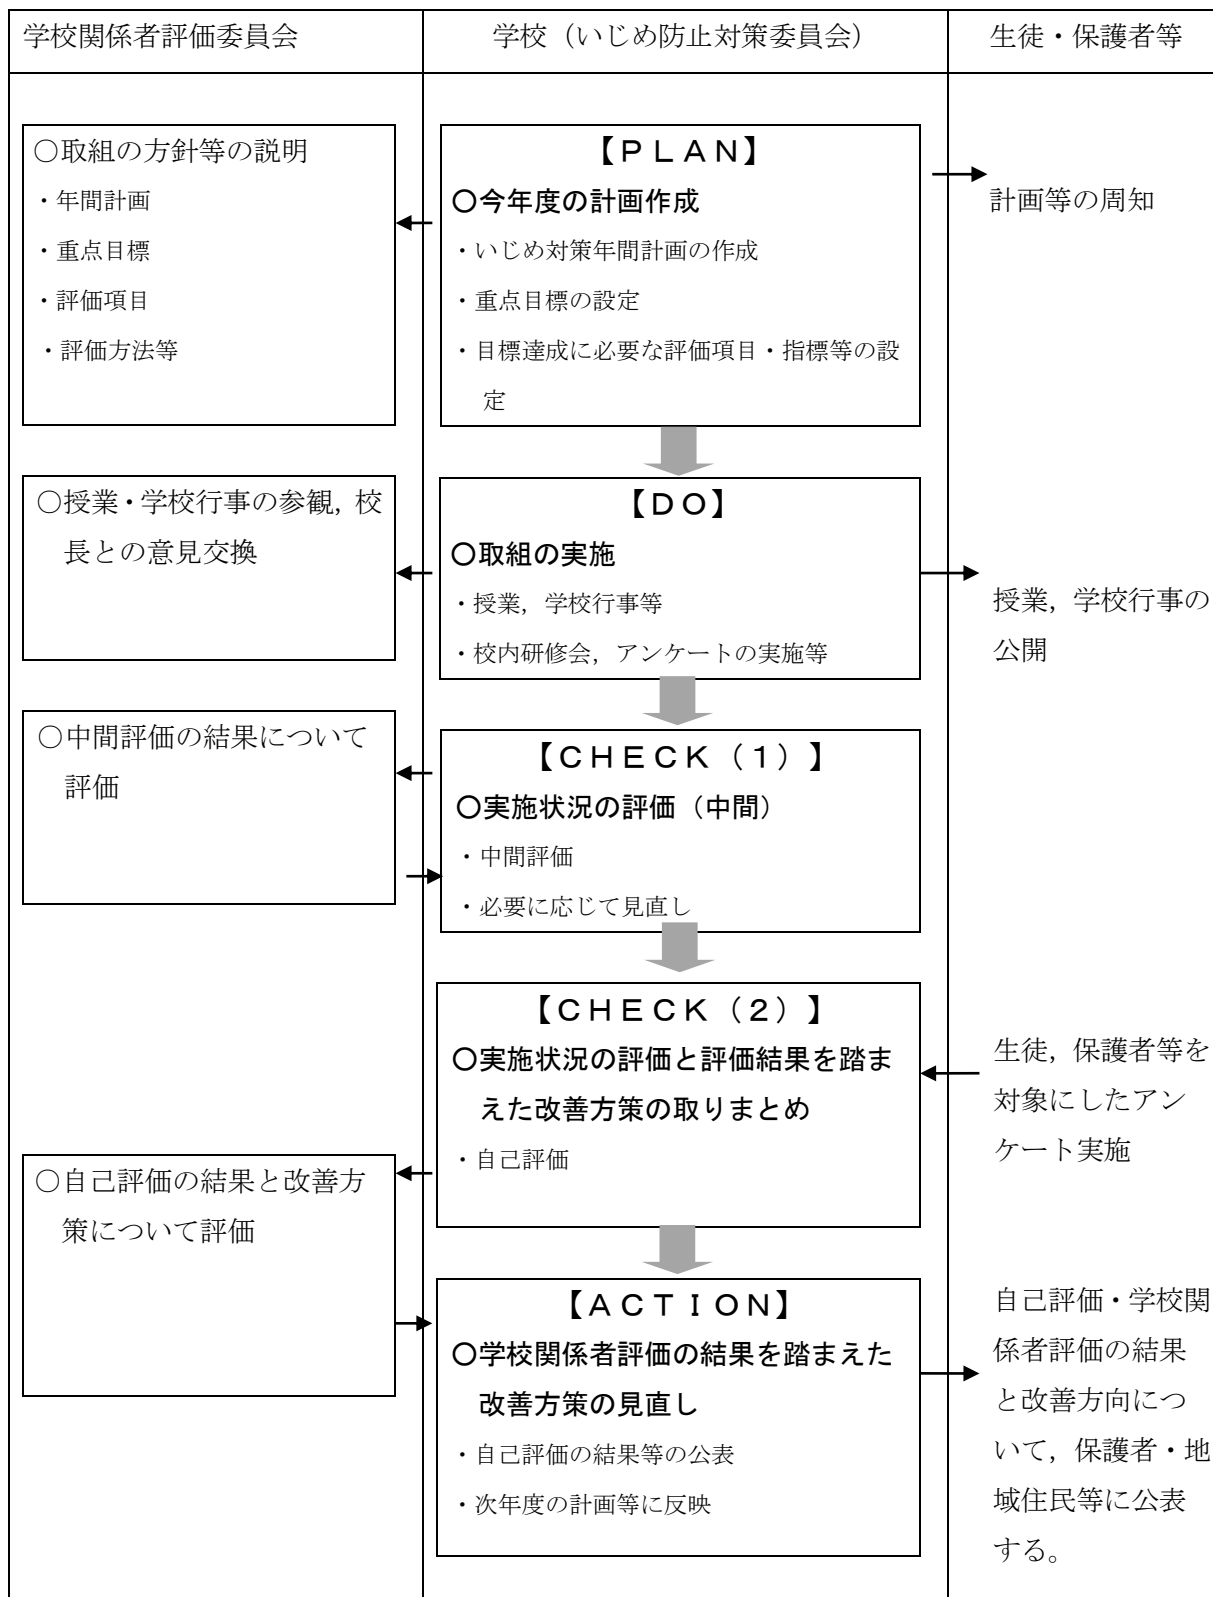 学校関係者評価委員会
学校（いじめ防止対策委員会）
生徒・保護者等
〇取組の方針等の説明
・年間計画
・重点目標
・評価項目
・評価方法等
【ＰＬＡＮ】
〇今年度の計画作成
・いじめ対策年間計画の作成
・重点目標の設定
・目標達成に必要な評価項目・指標等の設
定
計画等の周知
〇授業・学校行事の参観，校
長との意見交換
【ＤＯ】
〇取組の実施
・授業，学校行事等
・校内研修会，アンケートの実施等
授業，学校行事の
公開
〇中間評価の結果について
評価
【ＣＨＥＣＫ（１）】
〇実施状況の評価（中間）
・中間評価
・必要に応じて見直し
【ＣＨＥＣＫ（２）】
〇実施状況の評価と評価結果を踏ま
えた改善方策の取りまとめ
・自己評価
生徒，保護者等を
対象にしたアン
ケート実施
〇自己評価の結果と改善方
策について評価
【ＡＣＴＩＯＮ】
〇学校関係者評価の結果を踏まえた
改善方策の見直し
・自己評価の結果等の公表
・次年度の計画等に反映
自己評価・学校関
係者評価の結果
と改善方向につ
いて，保護者・地
域住民等に公表
する。